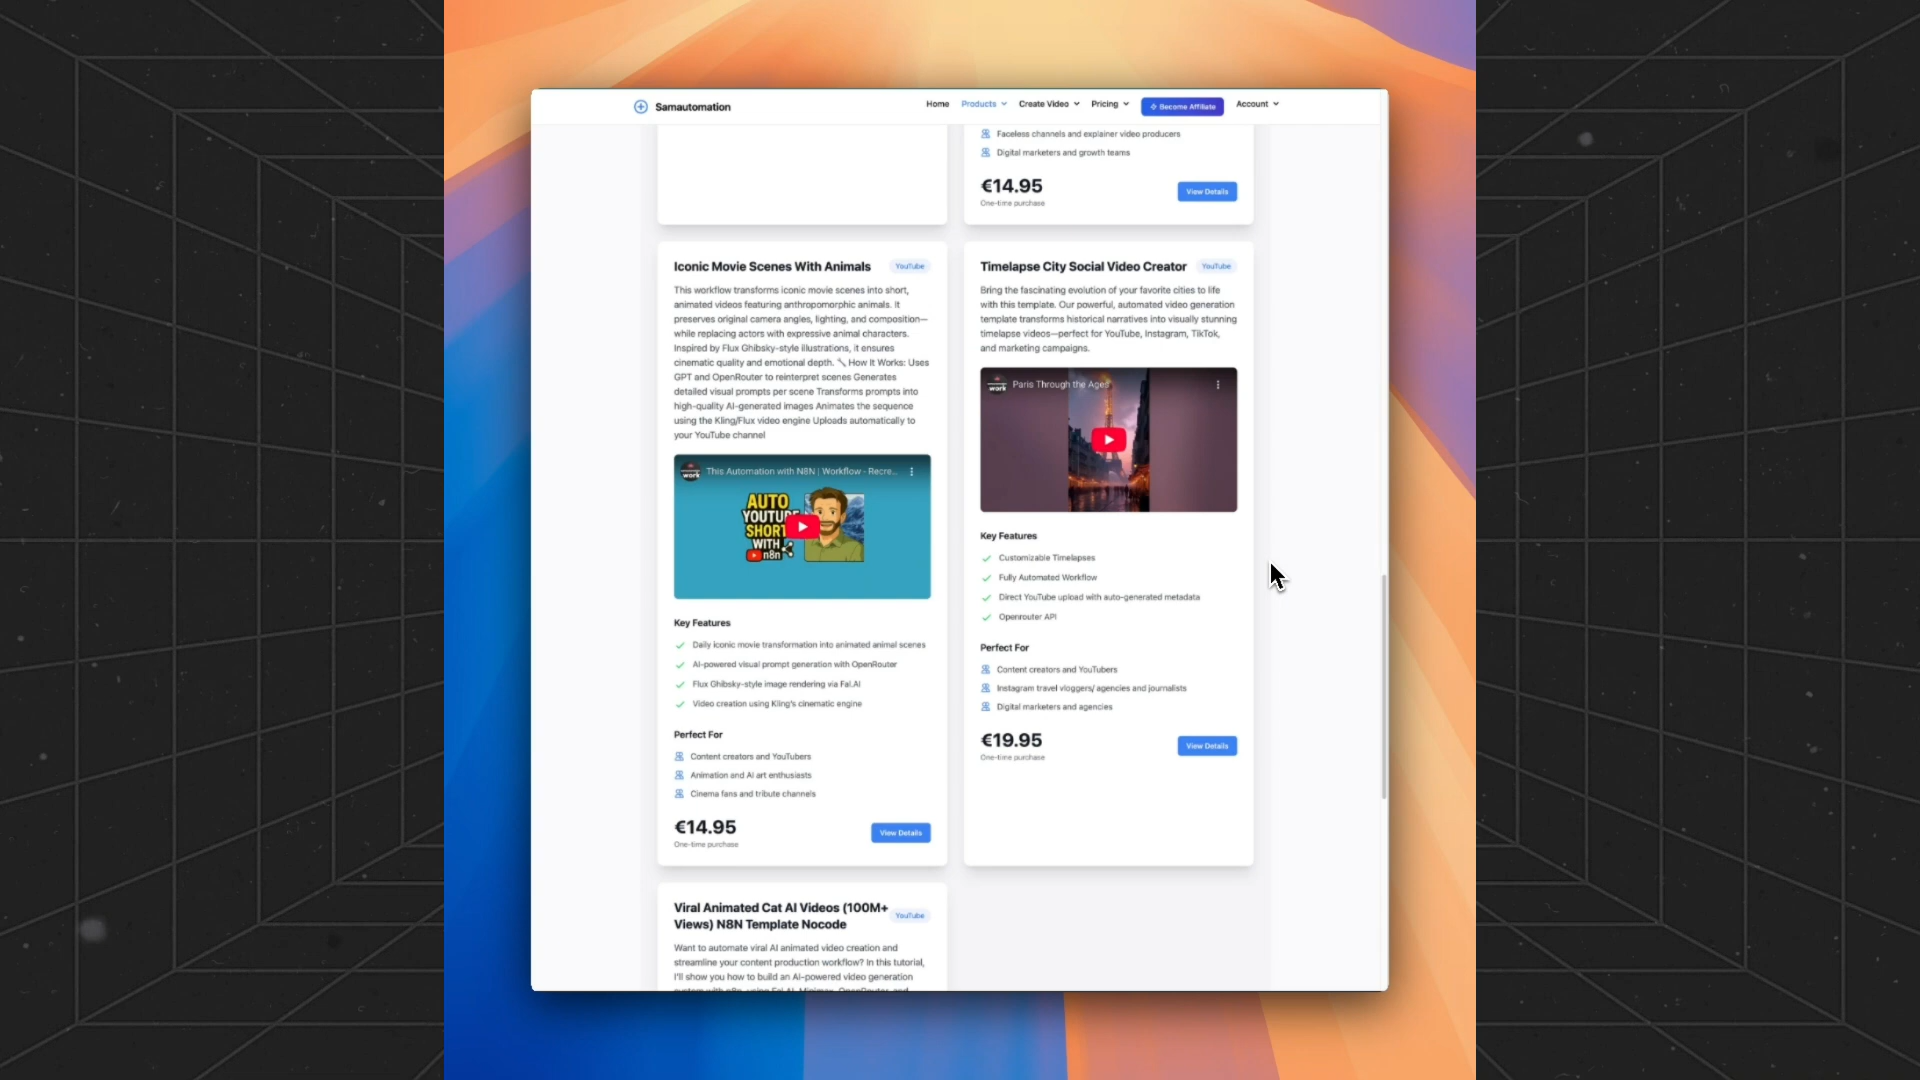 Samautomation
Home
Products
Create Video
Pricing
Become Affiliate
Account
Faceless channels and explainer video producers
Digital marketers and growth teams
€14.95
One-time purchase
View Details
Iconic Movie Scenes With Animals
YouTube
This workflow transforms iconic movie scenes into short,
animated videos featuring anthropomorphic animals. It
preserves original camera angles, lighting, and composition—
while replacing actors with expressive animal characters.
Inspired by Flux Ghibsky-style illustrations, it ensures
cinematic quality and emotional depth. 🔧 How It Works: Uses
GPT and OpenRouter to reinterpret scenes Generates
detailed visual prompts per scene Transforms prompts into
high-quality AI-generated images Animates the sequence
using the Kling/Flux video engine Uploads automatically to
your YouTube channel
work
This Automation with N8N | Workflow - Recre...
AUTO
YOUTUBE
SHORT
WITH
n8n
Key Features
Daily iconic movie transformation into animated animal scenes
AI-powered visual prompt generation with OpenRouter
Flux Ghibsky-style image rendering via Fal.AI
Video creation using Kling's cinematic engine
Perfect For
Content creators and YouTubers
Animation and AI art enthusiasts
Cinema fans and tribute channels
€14.95
One-time purchase
View Details
Timelapse City Social Video Creator
YouTube
Bring the fascinating evolution of your favorite cities to life
with this template. Our powerful, automated video generation
template transforms historical narratives into visually stunning
timelapse videos—perfect for YouTube, Instagram, TikTok,
and marketing campaigns.
work
Paris Through the Ages
Key Features
Customizable Timelapses
Fully Automated Workflow
Direct YouTube upload with auto-generated metadata
Openrouter API
Perfect For
Content creators and YouTubers
Instagram travel vloggers/ agencies and journalists
Digital marketers and agencies
€19.95
One-time purchase
View Details
Viral Animated Cat AI Videos (100M+
Views) N8N Template Nocode
YouTube
Want to automate viral AI animated video creation and
streamline your content production workflow? In this tutorial,
I'll show you how to build an AI-powered video generation
system with n8n, using Fal.AI, Minimax, OpenRouter, and